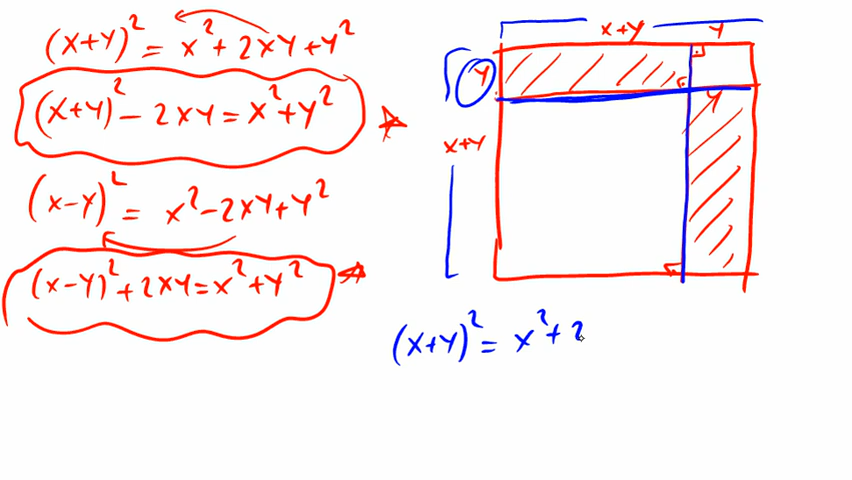 (x+y)² = x² + 2xy + y²
(x+y)² - 2xy = x² + y²
(x-y)² = x² - 2xy + y²
(x-y)² + 2xy = x² + y²
x+y
y
y
y
x+y
(x+y)² = x² + 2